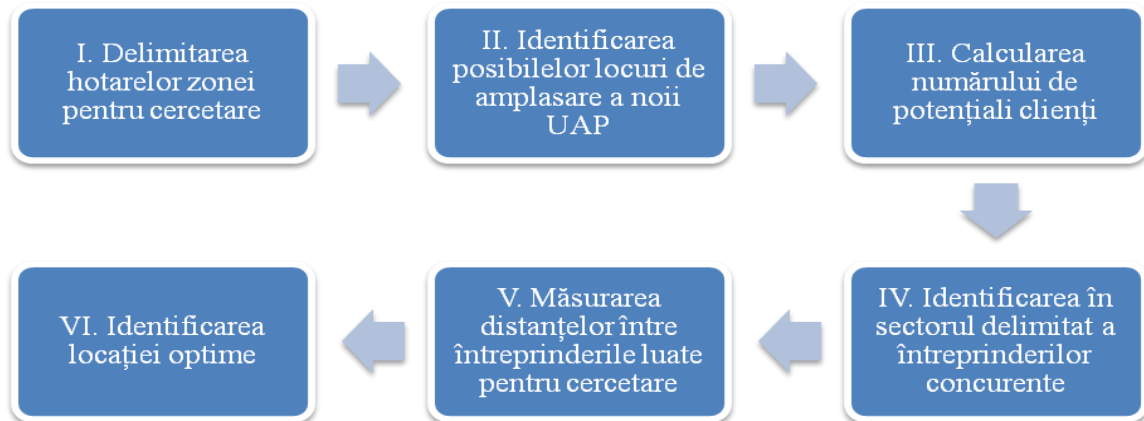 I. Delimitarea
hotarelor zonei
pentru cercetare
II. Identificarea
posibilelor locuri de
amplasare a noii
UAP
III. Calcularea
numărului de
potențiali clienți
IV. Identificarea în
sectorul delimitat a
întreprinderilor
concurente
V. Măsurarea
distanțelor între
întreprinderile luate
pentru cercetare
VI. Identificarea
locației optime